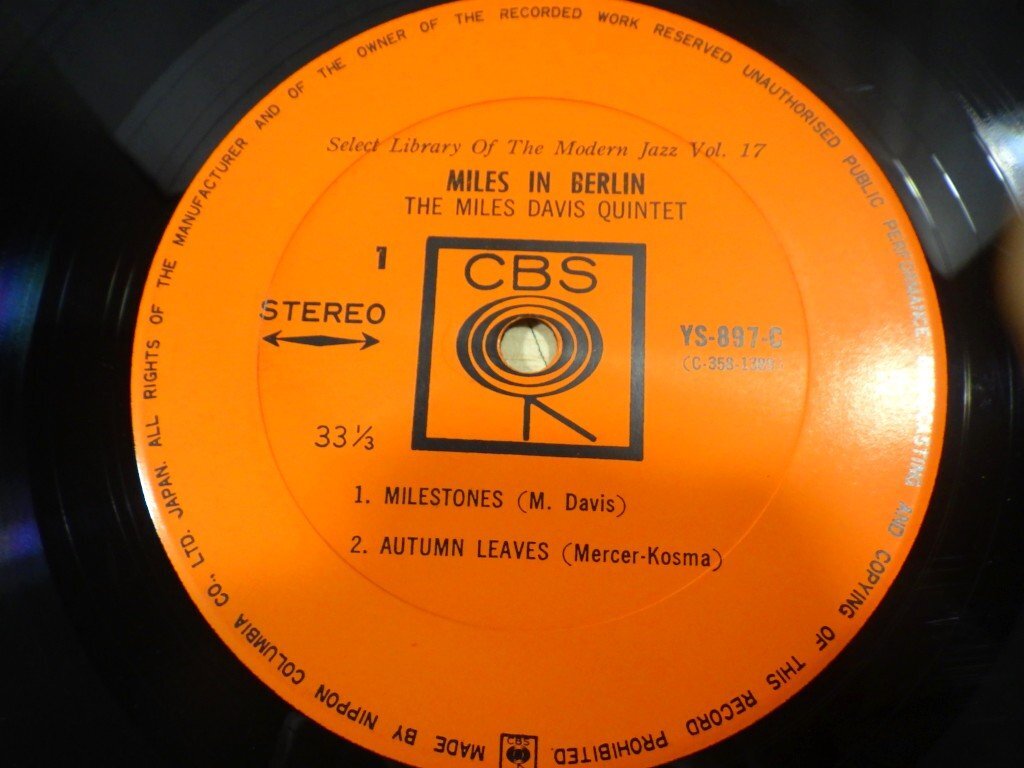 MADE BY NIPPON COLUMBIA CO., LTD. JAPAN. ALL RIGHTS OF THE MANUFACTURER AND OF THE OWNER OF THE RECORDED WORK RESERVED UNAUTHORISED PUBLIC PERFORMANCE AND COPYING OF THIS RECORD PROHIBITED.
Select Library Of The Modern Jazz Vol. 17
MILES IN BERLIN
THE MILES DAVIS QUINTET
1
CBS
STEREO
YS-897-C
33⅓
1. MILESTONES (M. Davis)
2. AUTUMN LEAVES (Mercer-Kosma)
CBS